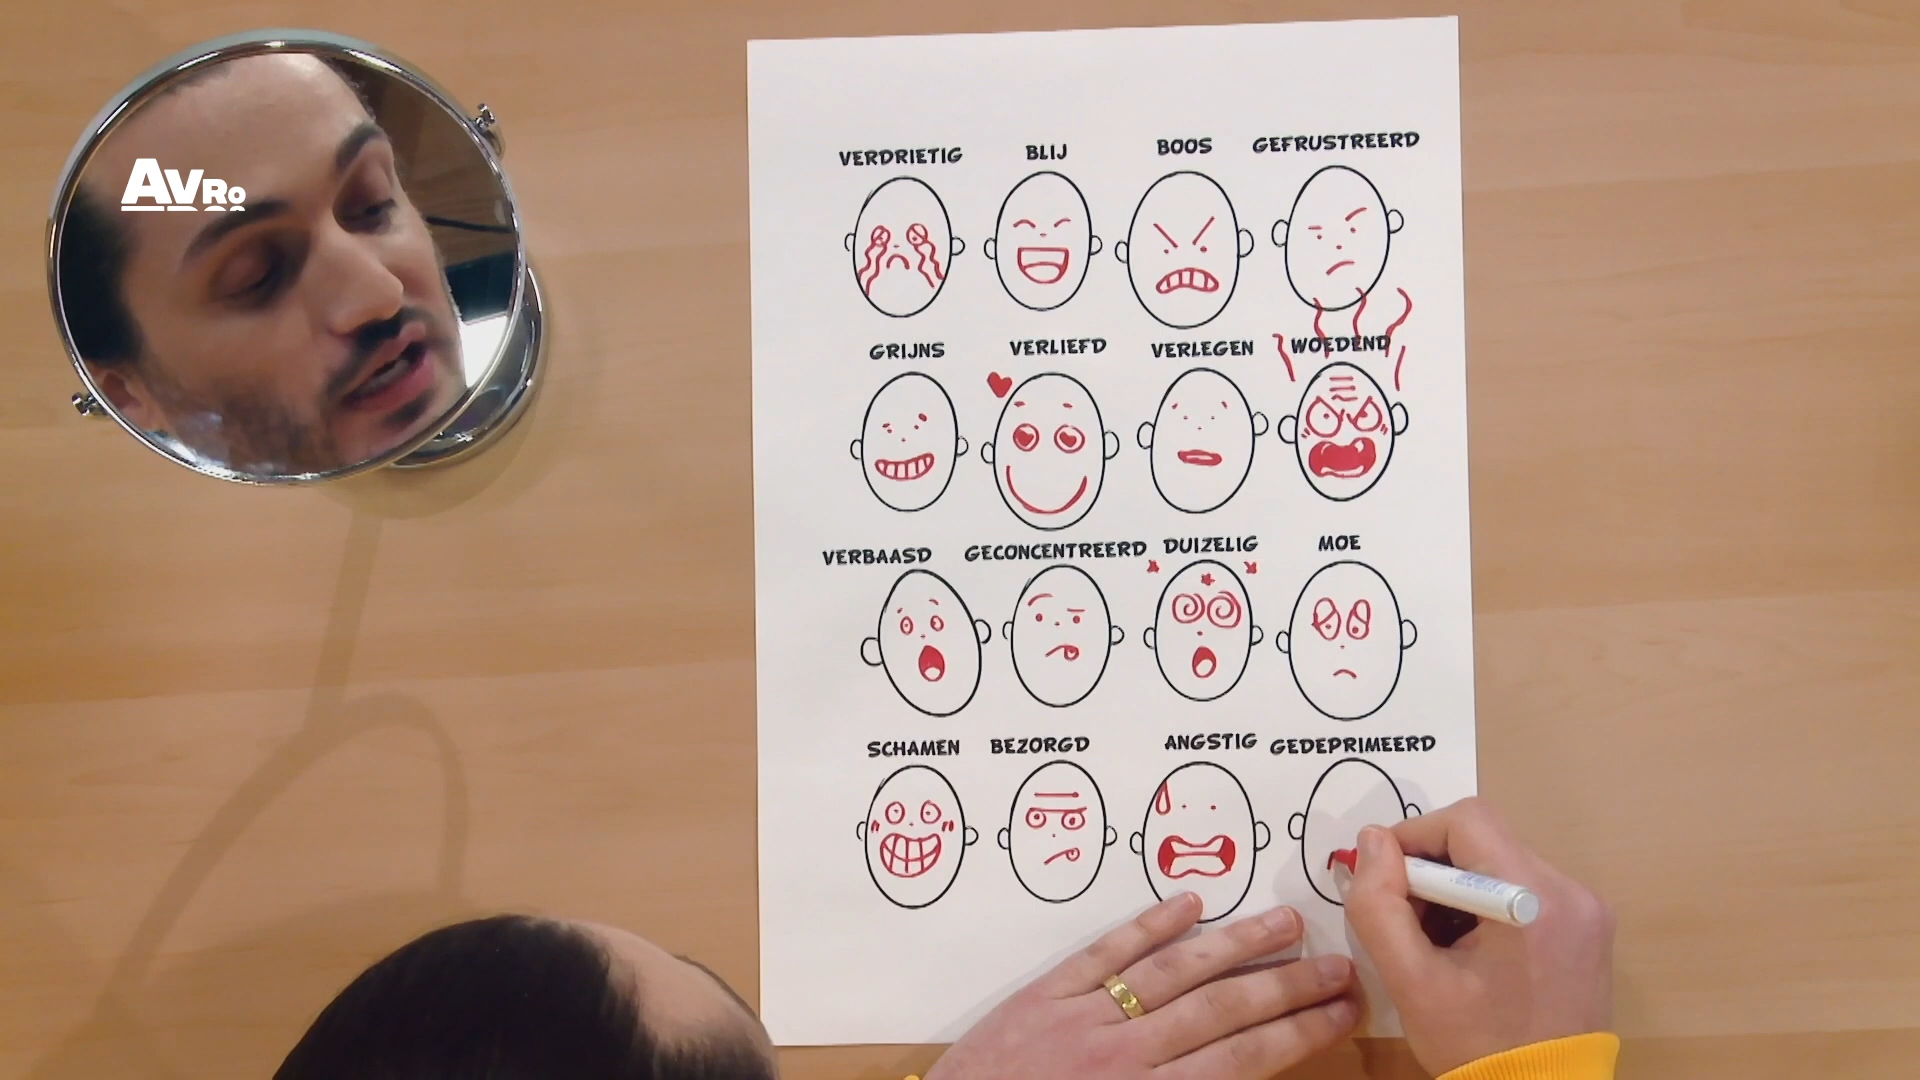 AVRO
VERDRIETIG BLIJ BOOS GEFRUSTREERD
GRIJNS VERLIEFD VERLEGEN WOEDEND
VERBAASD GECONCENTREERD DUIZELIG MOE
SCHAMEN BEZORGD ANGSTIG GEDEPRIMEERD